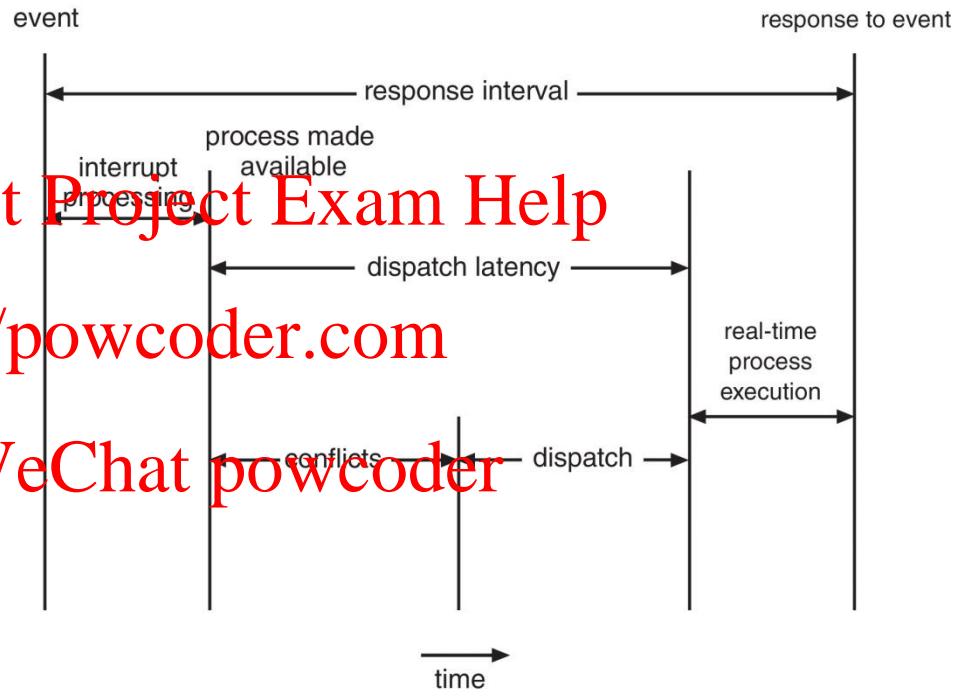 event
response to event
response interval
process made
available
interrupt
processing
t Project Exam Help
dispatch latency
/powcoder.com
real-time
process
execution
conflicts
dispatch
eChat powcoder
time